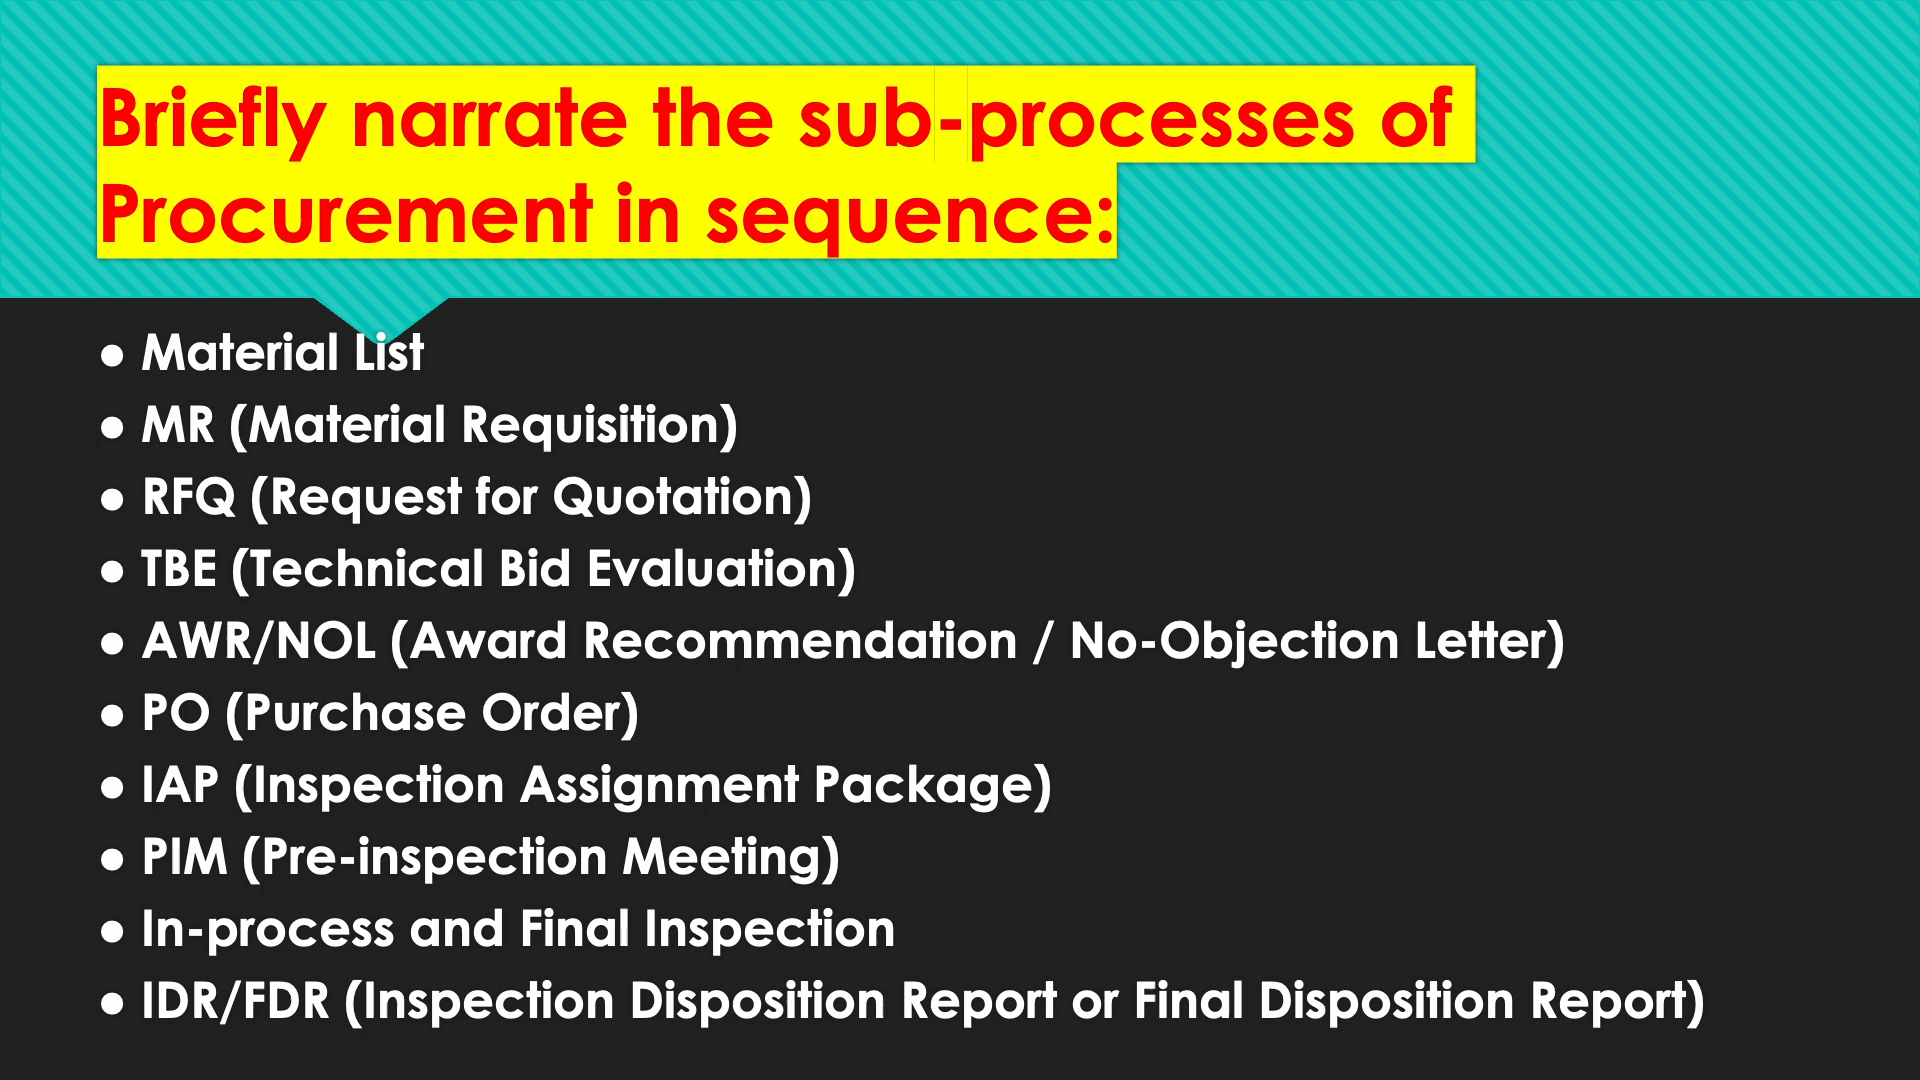 Briefly narrate the sub-processes of
Procurement in sequence:
● Material List
● MR (Material Requisition)
● RFQ (Request for Quotation)
● TBE (Technical Bid Evaluation)
● AWR/NOL (Award Recommendation / No-Objection Letter)
● PO (Purchase Order)
● IAP (Inspection Assignment Package)
● PIM (Pre-inspection Meeting)
● In-process and Final Inspection
● IDR/FDR (Inspection Disposition Report or Final Disposition Report)